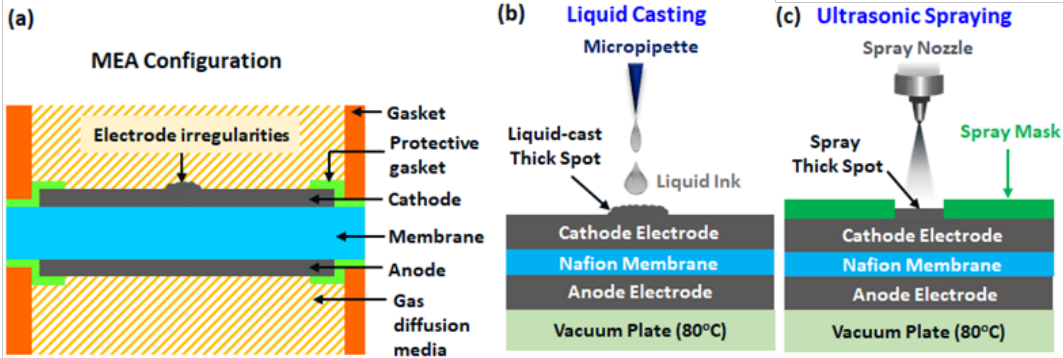 (a)
MEA Configuration
Electrode irregularities
Gasket
Protective
gasket
Cathode
Membrane
Anode
Gas
diffusion
media
(b)
Liquid Casting
Micropipette
Liquid-cast
Thick Spot
Liquid Ink
Cathode Electrode
Nafion Membrane
Anode Electrode
Vacuum Plate (80°C)
(c)
Ultrasonic Spraying
Spray Nozzle
Spray Mask
Spray
Thick Spot
Cathode Electrode
Nafion Membrane
Anode Electrode
Vacuum Plate (80°C)